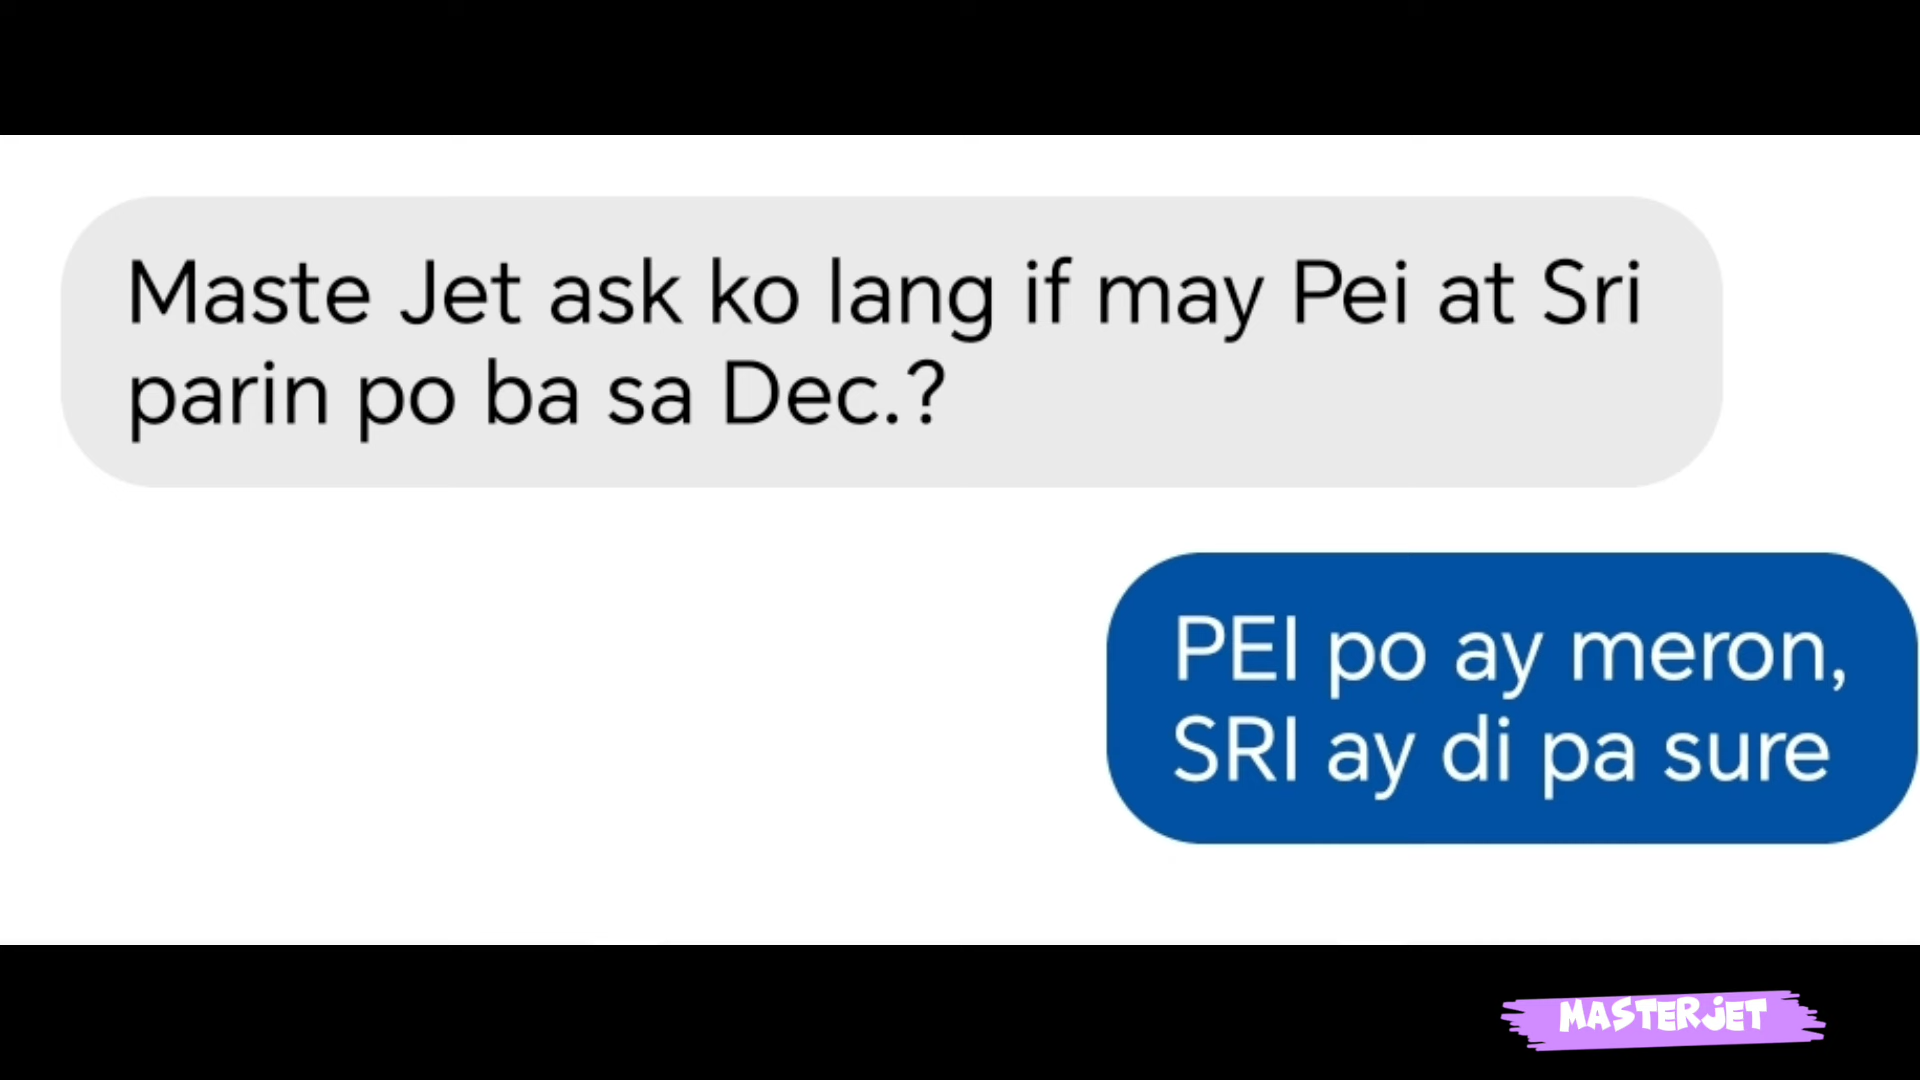 Maste Jet ask ko lang if may Pei at Sri
parin po ba sa Dec.?
PEI po ay meron,
SRI ay di pa sure
MASTERJET